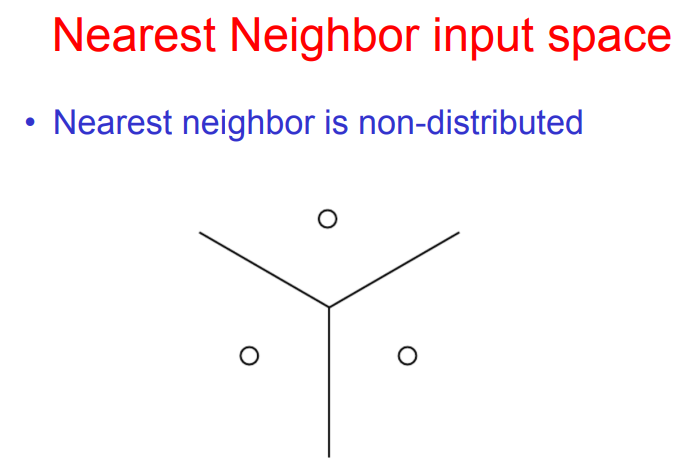 Nearest Neighbor input space
• Nearest neighbor is non-distributed